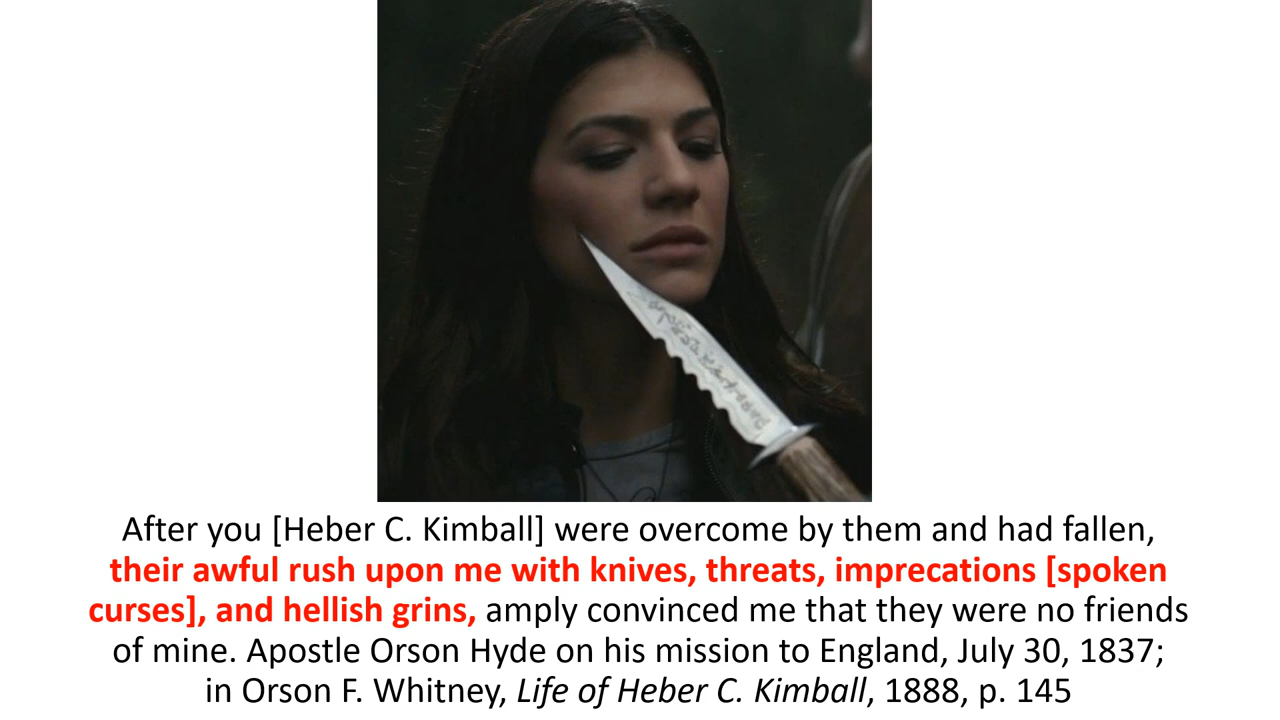 After you [Heber C. Kimball] were overcome by them and had fallen,
their awful rush upon me with knives, threats, imprecations [spoken
curses], and hellish grins, amply convinced me that they were no friends
of mine. Apostle Orson Hyde on his mission to England, July 30, 1837;
in Orson F. Whitney, Life of Heber C. Kimball, 1888, p. 145